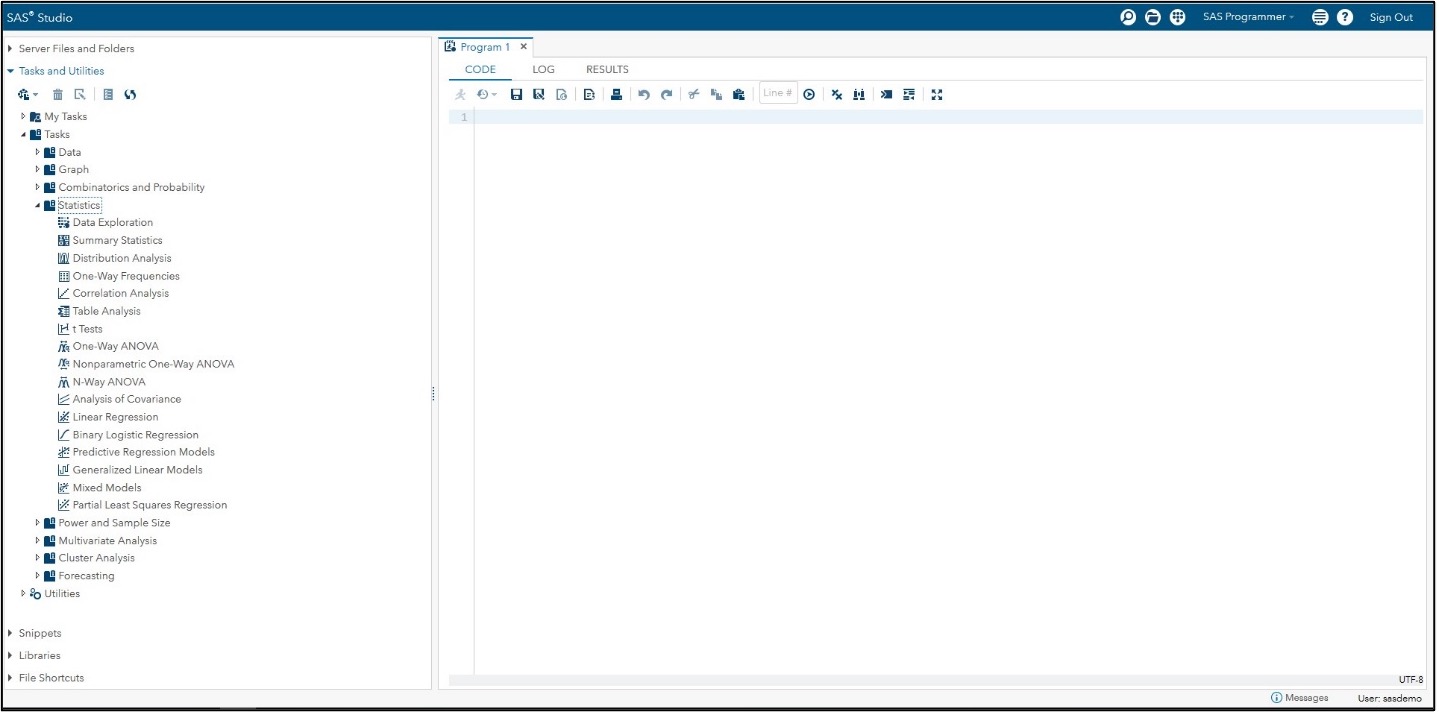 SAS® Studio
SAS Programmer
Sign Out
Server Files and Folders
Tasks and Utilities
My Tasks
Tasks
Data
Graph
Combinatorics and Probability
Statistics
Data Exploration
Summary Statistics
Distribution Analysis
One-Way Frequencies
Correlation Analysis
Table Analysis
t Tests
One-Way ANOVA
Nonparametric One-Way ANOVA
N-Way ANOVA
Analysis of Covariance
Linear Regression
Binary Logistic Regression
Predictive Regression Models
Generalized Linear Models
Mixed Models
Partial Least Squares Regression
Power and Sample Size
Multivariate Analysis
Cluster Analysis
Forecasting
Utilities
Snippets
Libraries
File Shortcuts
Program 1
CODE LOG RESULTS
Line #
1
UTF-8
Messages
User: sasdemo